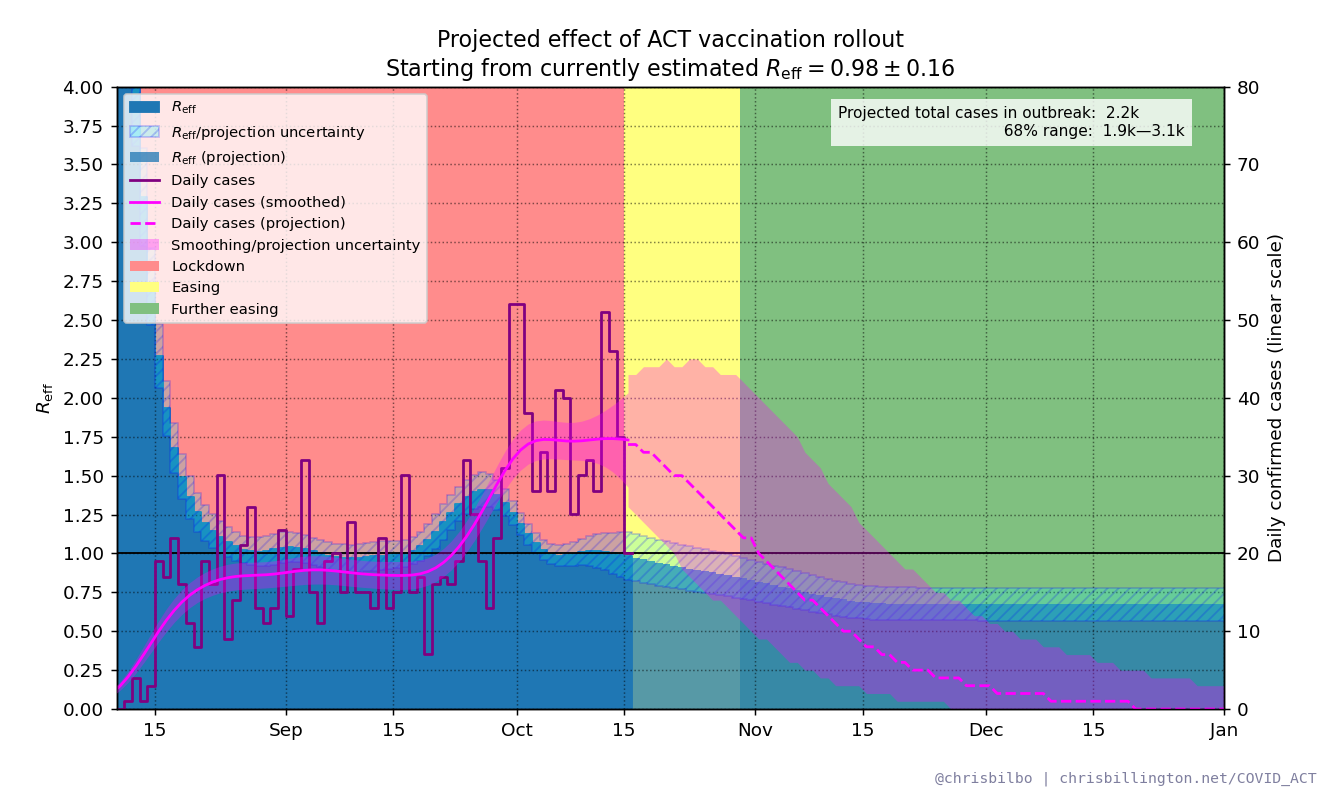 Projected effect of ACT vaccination rollout
Starting from currently estimated R_eff = 0.98 ± 0.16
R_eff
R_eff/projection uncertainty
R_eff (projection)
Daily cases
Daily cases (smoothed)
Daily cases (projection)
Smoothing/projection uncertainty
Lockdown
Easing
Further easing
Projected total cases in outbreak: 2.2k
68% range: 1.9k—3.1k
4.00
3.75
3.50
3.25
3.00
2.75
2.50
2.25
2.00
1.75
1.50
1.25
1.00
0.75
0.50
0.25
0.00
R_eff
80
70
60
50
40
30
20
10
0
Daily confirmed cases (linear scale)
15 Sep 15 Oct 15 Nov 15 Dec 15 Jan
@chrisbilbo | chrisbillington.net/COVID_ACT